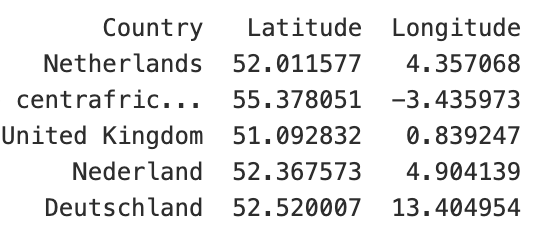 Country Latitude Longitude
Netherlands 52.011577 4.357068
centrafric... 55.378051 -3.435973
United Kingdom 51.092832 0.839247
Nederland 52.367573 4.904139
Deutschland 52.520007 13.404954